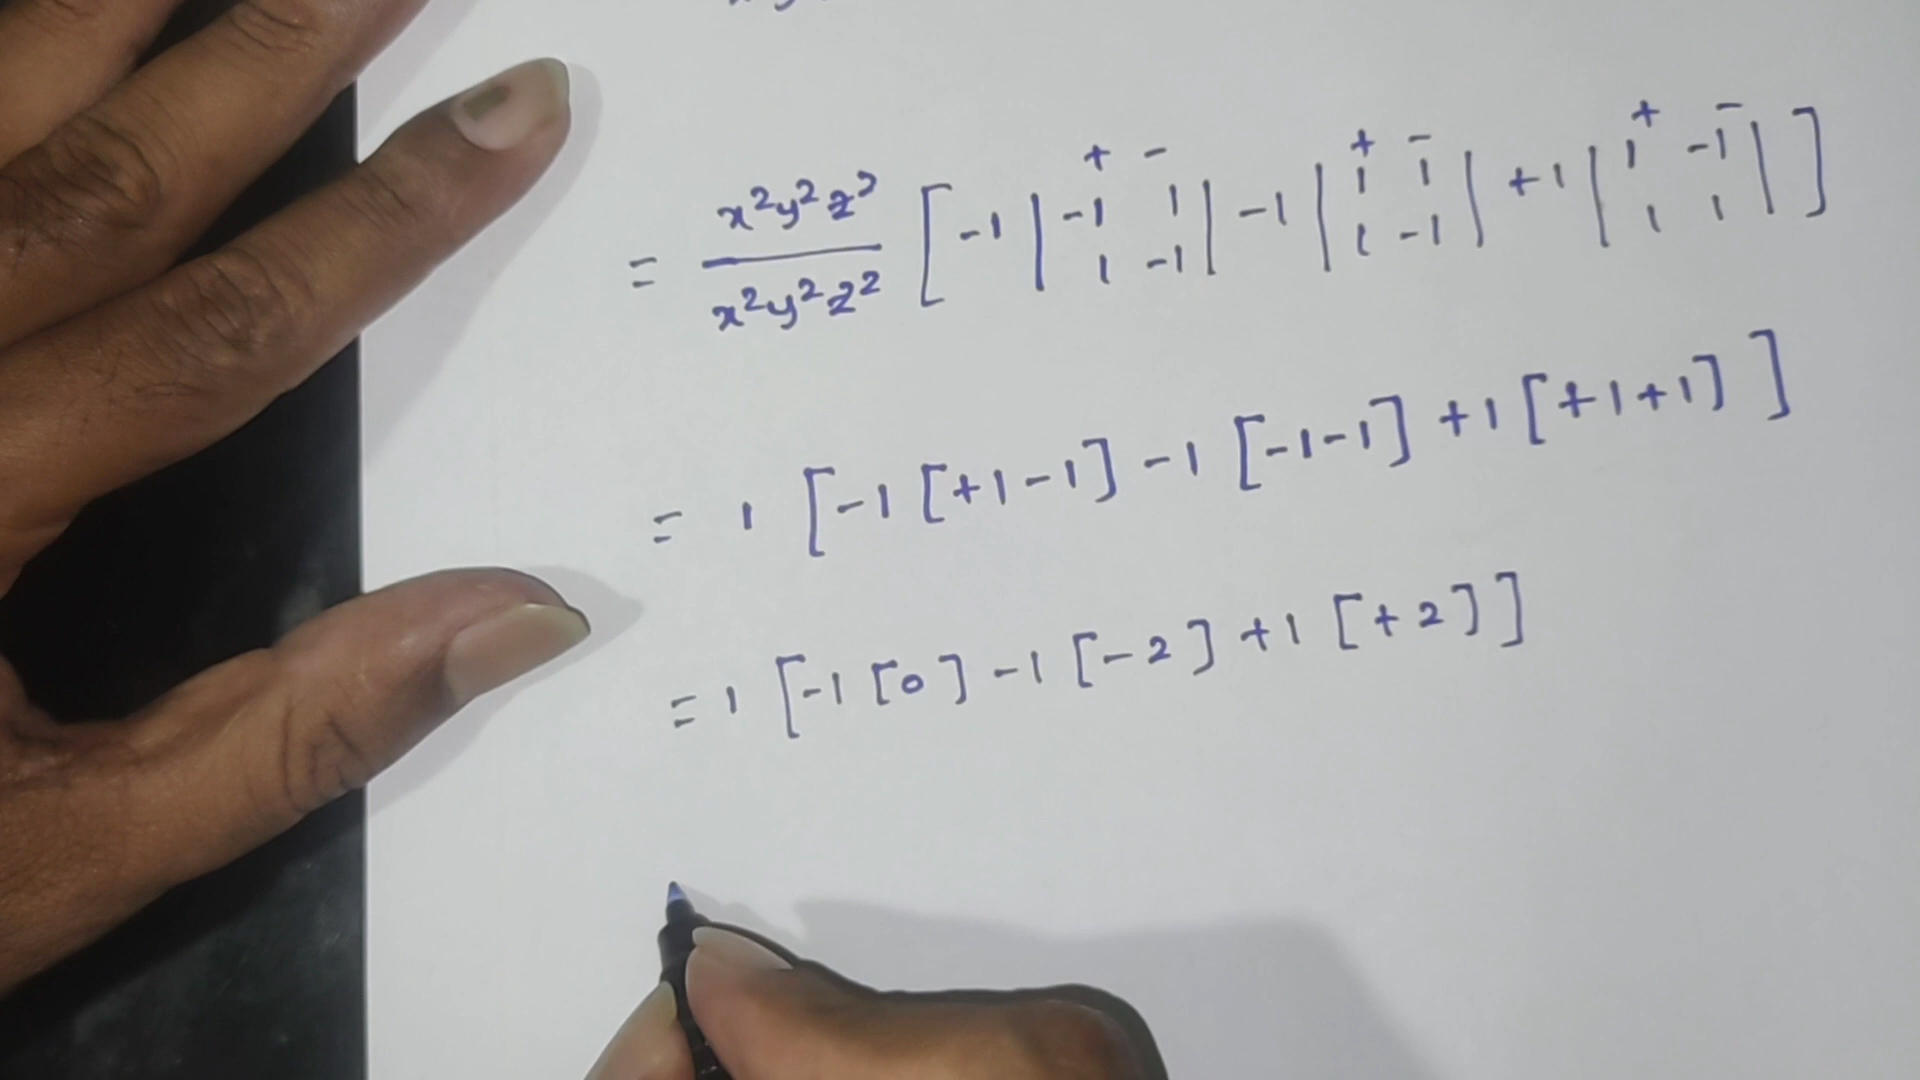 = x²y²z² / x²y²z² [ -1 | -1 1 ; 1 -1 | -1 | 1 1 ; 1 -1 | +1 | 1 -1 ; 1 1 | ]
= 1 [ -1 [+1-1] -1 [-1-1] +1 [+1+1] ]
= 1 [ -1 [0] -1 [-2] +1 [+2] ]